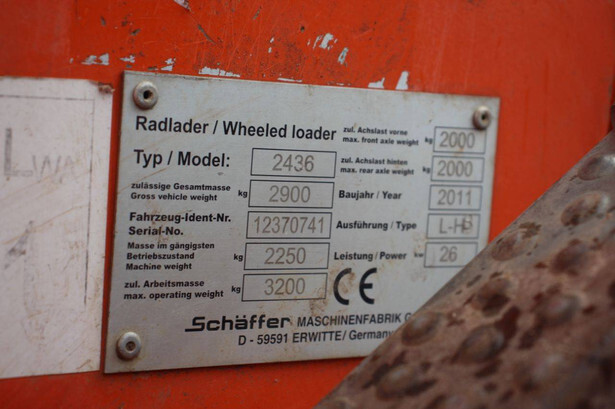 Radlader / Wheeled loader
zul. Achslast vorne
max. front axle weight kg 2000
Typ / Model: 2436
zul. Achslast hinten
max. rear axle weight kg 2000
zulässige Gesamtmasse
Gross vehicle weight kg 2900
Baujahr / Year 2011
Fahrzeug-Ident-Nr.
Serial-No. 12370741
Ausführung / Type L-HP
Masse im gängigsten
Betriebszustand
Machine weight kg 2250
Leistung / Power kw 26
zul. Arbeitsmasse
max. operating weight kg 3200
CE
Schäffer MASCHINENFABRIK G
D - 59591 ERWITTE / Germany
LWA